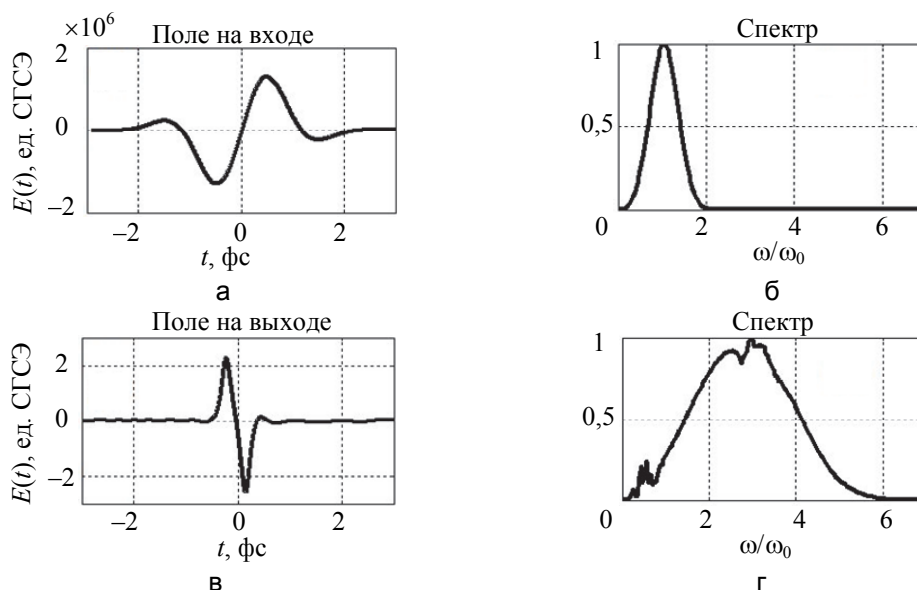 ×10⁶
Поле на входе
E(t), ед. СГСЭ
2
0
−2
−2
0
2
t, фс
а
Спектр
1
0,5
0
2
4
6
ω/ω₀
б
Поле на выходе
E(t), ед. СГСЭ
2
0
−2
−2
0
2
t, фс
в
Спектр
1
0,5
0
2
4
6
ω/ω₀
г